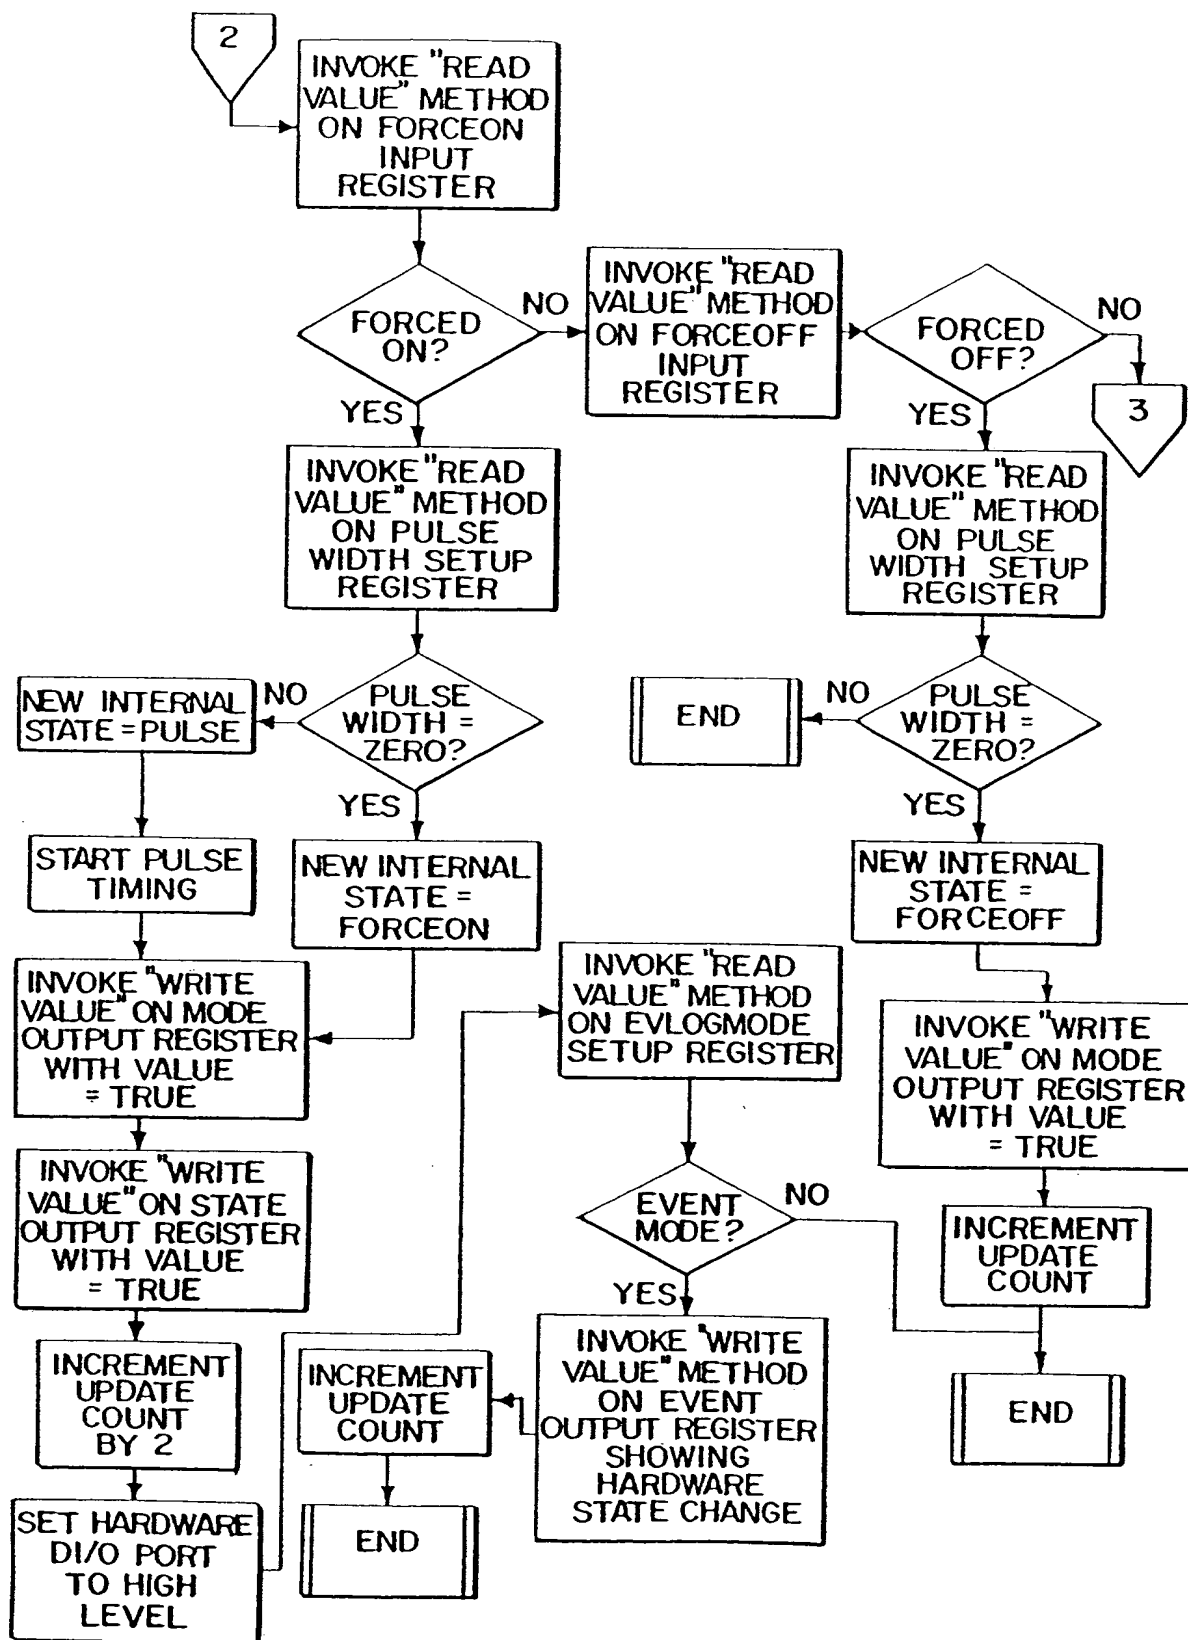 2
INVOKE "READ
VALUE" METHOD
ON FORCEON
INPUT
REGISTER
FORCED
ON?
NO
INVOKE "READ
VALUE" METHOD
ON FORCEOFF
INPUT
REGISTER
FORCED
OFF?
NO
3
YES
YES
INVOKE "READ
VALUE" METHOD
ON PULSE
WIDTH SETUP
REGISTER
INVOKE "READ
VALUE" METHOD
ON PULSE
WIDTH SETUP
REGISTER
NEW INTERNAL
STATE = PULSE
NO
PULSE
WIDTH =
ZERO?
END
NO
PULSE
WIDTH =
ZERO?
YES
YES
START PULSE
TIMING
NEW INTERNAL
STATE =
FORCEON
NEW INTERNAL
STATE =
FORCEOFF
INVOKE "WRITE
VALUE" ON MODE
OUTPUT REGISTER
WITH VALUE
= TRUE
INVOKE "READ
VALUE" METHOD
ON EVLOGMODE
SETUP REGISTER
INVOKE "WRITE
VALUE" ON MODE
OUTPUT REGISTER
WITH VALUE
= TRUE
INVOKE "WRITE
VALUE" ON STATE
OUTPUT REGISTER
WITH VALUE
= TRUE
EVENT
MODE?
NO
YES
INCREMENT
UPDATE
COUNT
INCREMENT
UPDATE
COUNT
BY 2
INCREMENT
UPDATE
COUNT
INVOKE "WRITE
VALUE" METHOD
ON EVENT
OUTPUT REGISTER
SHOWING
HARDWARE
STATE CHANGE
END
SET HARDWARE
DI/O PORT
TO HIGH
LEVEL
END